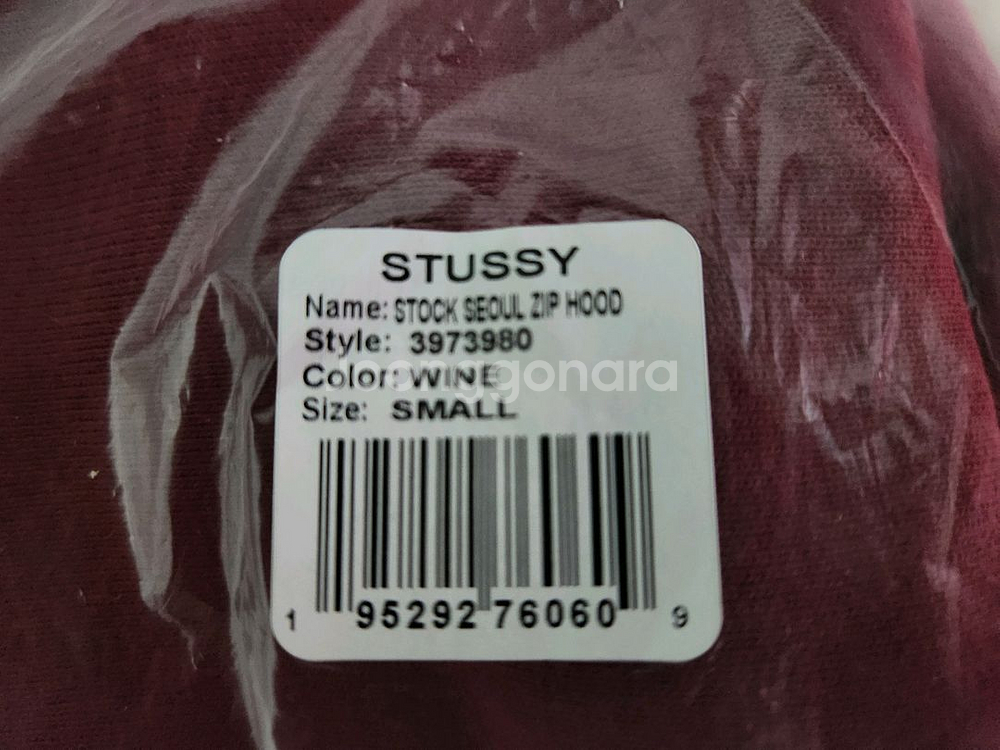 STUSSY
Name: STOCK SEOUL ZIP HOOD
Style: 3973980
Color: WINE
Size: SMALL
1 95292 76060 9